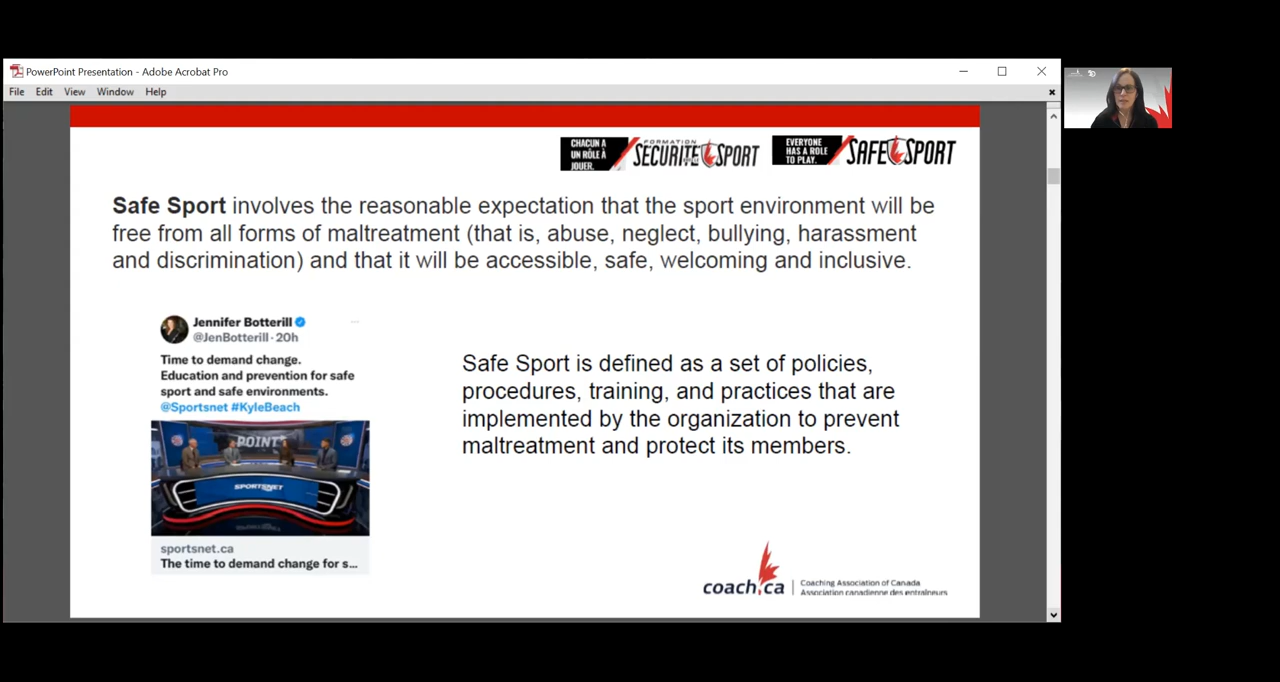 PowerPoint Presentation - Adobe Acrobat Pro
File Edit View Window Help
CHACUN A
UN RÔLE À
JOUER.
FORMATION
SÉCURITÉ SPORT
EVERYONE
HAS A ROLE
TO PLAY.
SAFE SPORT
Safe Sport involves the reasonable expectation that the sport environment will be
free from all forms of maltreatment (that is, abuse, neglect, bullying, harassment
and discrimination) and that it will be accessible, safe, welcoming and inclusive.
Jennifer Botterill
@JenBotterill · 20h
Time to demand change.
Education and prevention for safe
sport and safe environments.
@Sportsnet #KyleBeach
POINT
SPORTSNET
sportsnet.ca
The time to demand change for s...
Safe Sport is defined as a set of policies,
procedures, training, and practices that are
implemented by the organization to prevent
maltreatment and protect its members.
coach.ca
Coaching Association of Canada
Association canadienne des entraîneurs